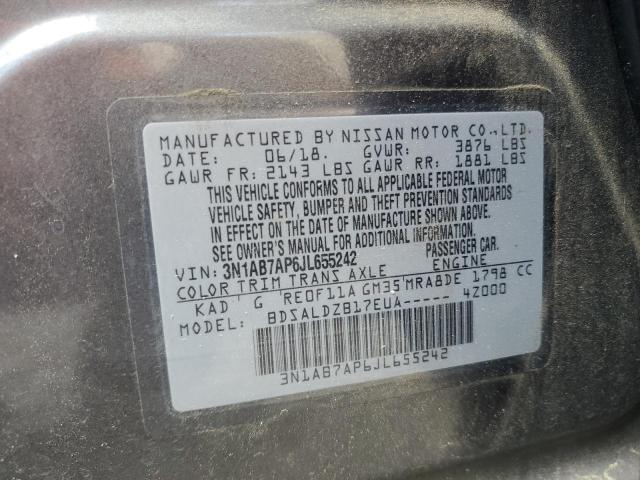 MANUFACTURED BY NISSAN MOTOR CO.,LTD.
DATE: 06/18. GVWR: 3876 LBS
GAWR FR: 2143 LBS GAWR RR: 1881 LBS
THIS VEHICLE CONFORMS TO ALL APPLICABLE FEDERAL MOTOR
VEHICLE SAFETY, BUMPER AND THEFT PREVENTION STANDARDS
IN EFFECT ON THE DATE OF MANUFACTURE SHOWN ABOVE.
SEE OWNER'S MANUAL FOR ADDITIONAL INFORMATION.
VIN: 3N1AB7AP6JL655242 PASSENGER CAR.
COLOR TRIM TRANS AXLE ENGINE
KAD G RE0F11A GM35 MRA8DE 1798 CC
MODEL: BDSALDZB17EUA----- 4Z000
3N1AB7AP6JL655242